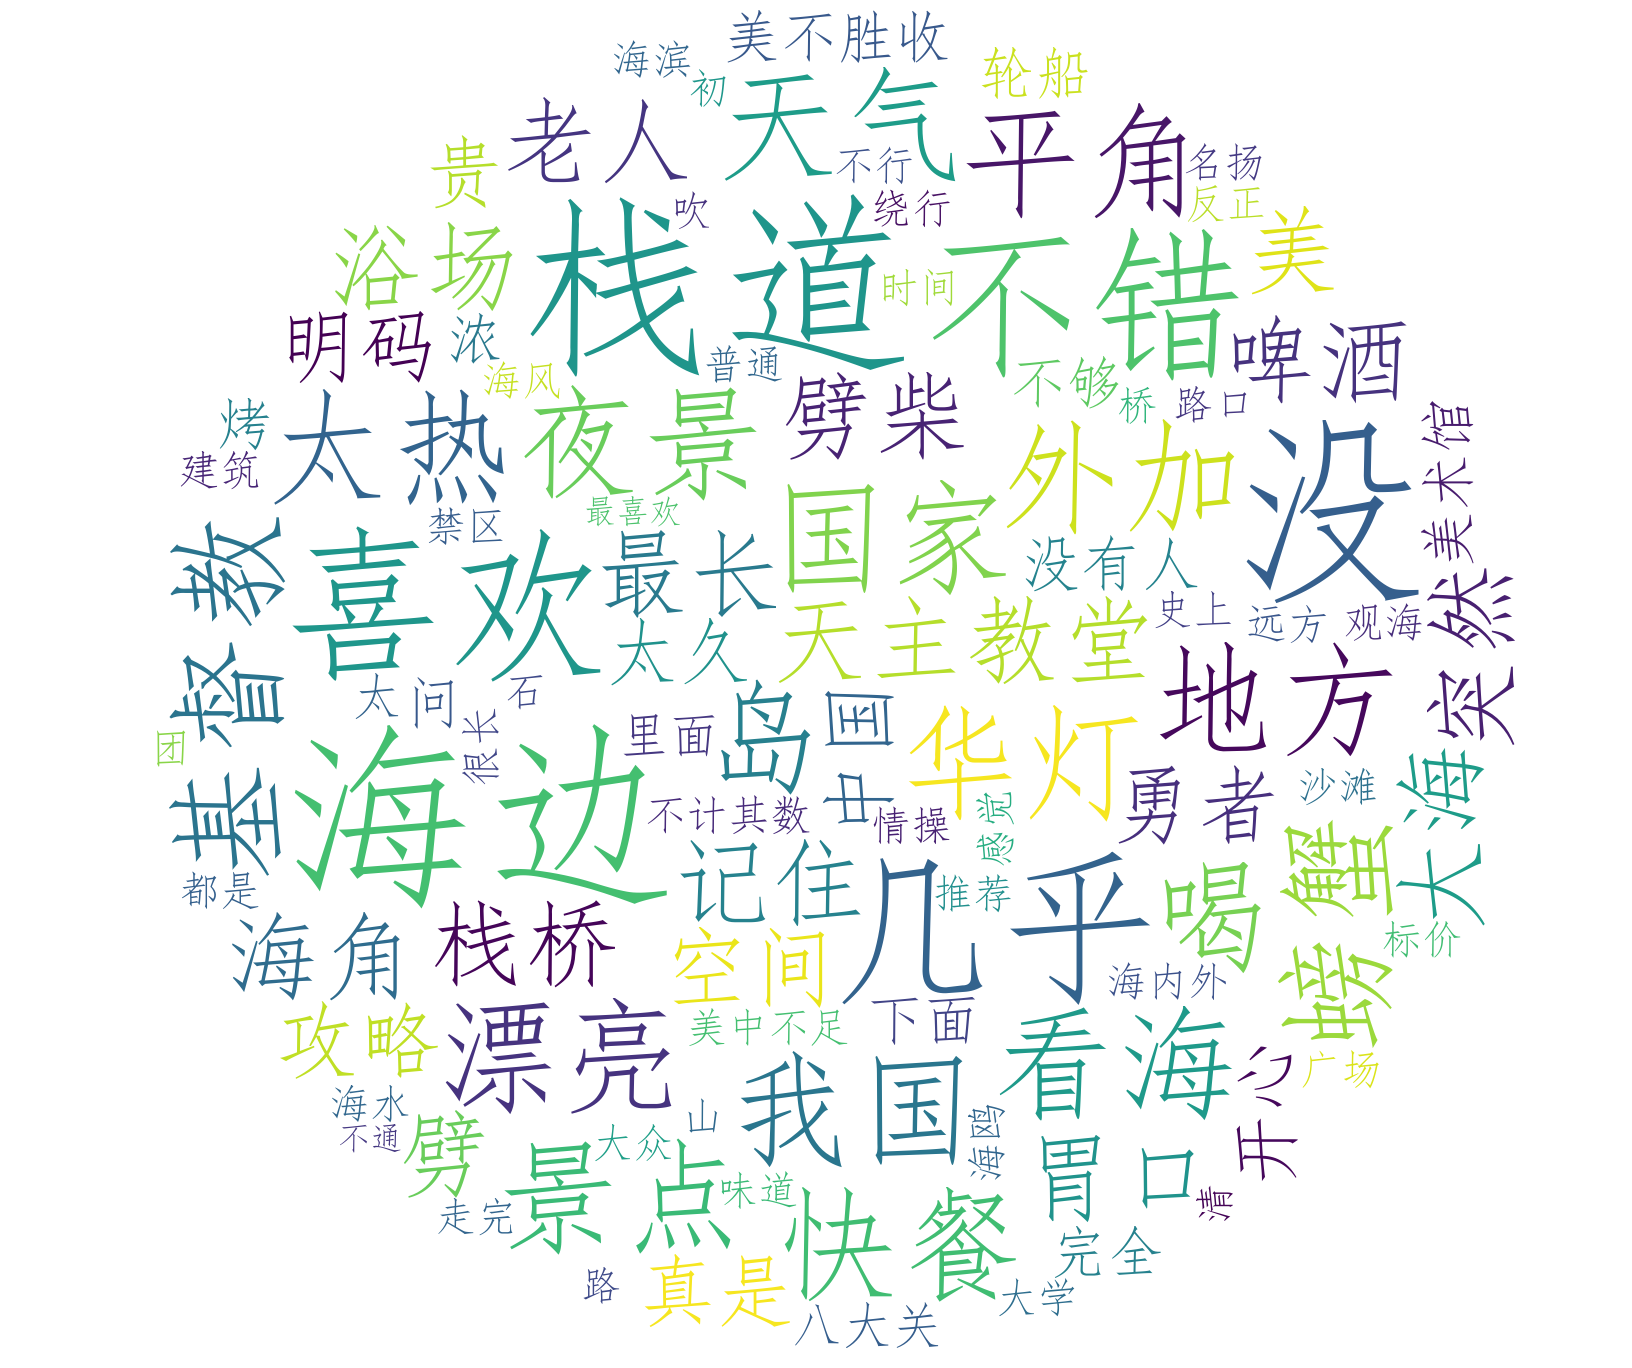 美不胜收
海滨
轮船
初
天气
老人
平角
贵
不行
名扬
吹
绕行
反正
栈道
不错
美
浴场
时间
明码
浓
啤酒
普通
海风
不够
劈柴
桥
路口
烤
太热
夜景
外加
没
美术馆
建筑
最喜欢
禁区
国家
基督教
喜欢
最长
没有人
突然
天主教堂
史上
远方
观海
太久
太问
石
地方
里面
岛
中国
华灯
很长
团
海边
勇者
沙滩
大海
不计其数
情操
感觉
螃蟹
记住
几乎
喝
都是
推荐
标价
海角
栈桥
空间
海内外
攻略
漂亮
美中不足
下面
看海
开心
广场
我国
海水
山
海鸥
不通
劈
大众
胃口
景点
味道
清
走完
快餐
完全
真是
路
大学
八大关